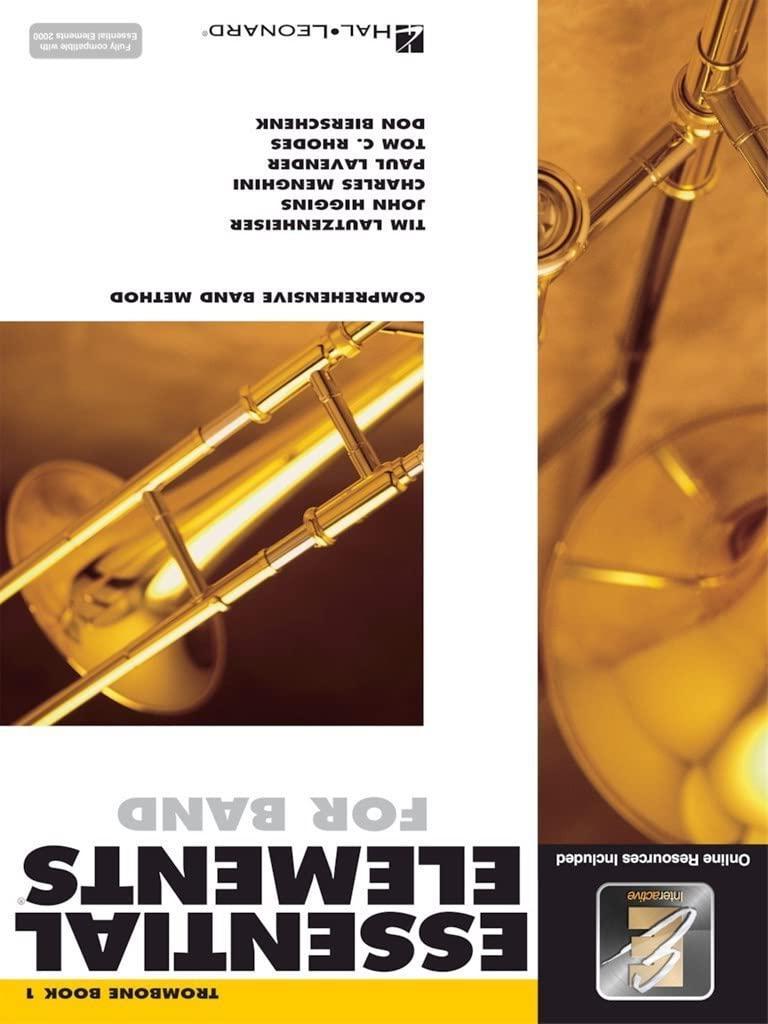 TROMBONE BOOK 1
ESSENTIAL
ELEMENTS®
FOR BAND
Interactive
Online Resources Included
COMPREHENSIVE BAND METHOD
TIM LAUTZENHEISER
JOHN HIGGINS
CHARLES MENGHINI
PAUL LAVENDER
TOM C. RHODES
DON BIERSCHENK
HAL•LEONARD®
Fully compatible with
Essential Elements 2000